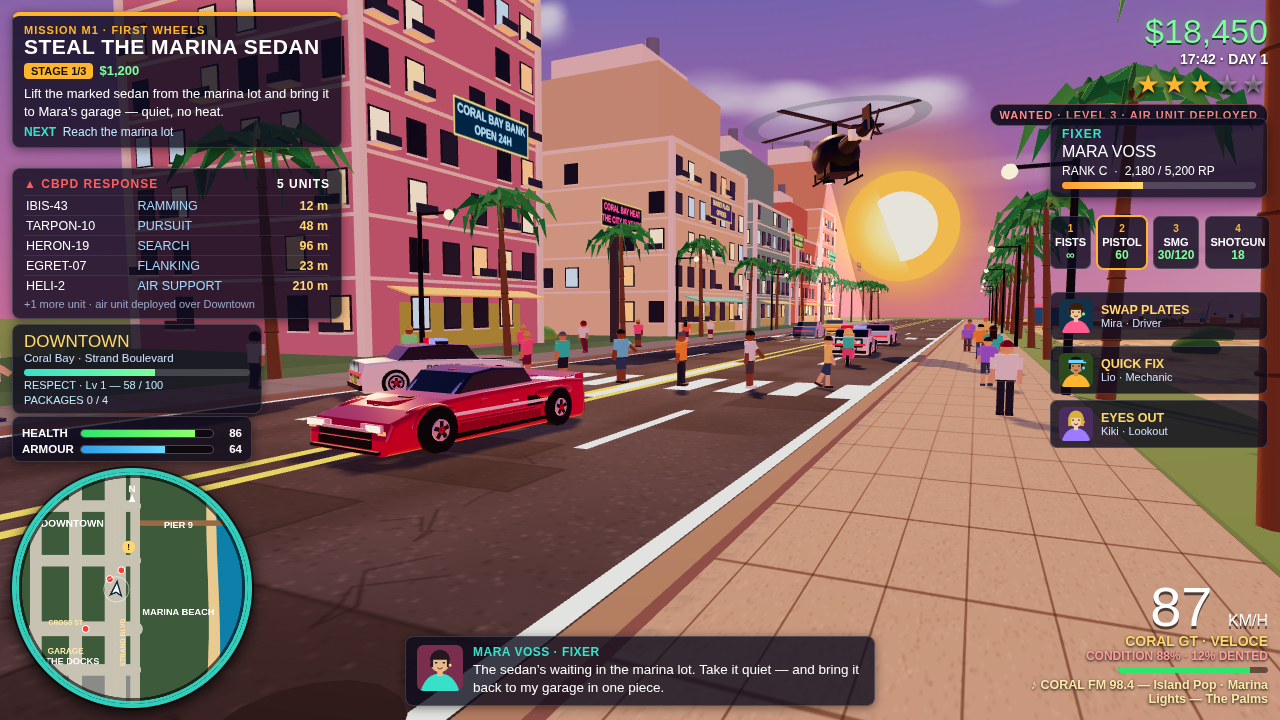 MISSION M1 · FIRST WHEELS
STEAL THE MARINA SEDAN
STAGE 1/3 $1,200
Lift the marked sedan from the marina lot and bring it
to Mara's garage — quiet, no heat.
NEXT Reach the marina lot
▲ CBPD RESPONSE 5 UNITS
IBIS-43 RAMMING 12 m
TARPON-10 PURSUIT 48 m
HERON-19 SEARCH 96 m
EGRET-07 FLANKING 23 m
HELI-2 AIR SUPPORT 210 m
+1 more unit · air unit deployed over Downtown
DOWNTOWN
Coral Bay · Strand Boulevard
RESPECT · Lv 1 — 58 / 100
PACKAGES 0 / 4
HEALTH 86
ARMOUR 64
N
DOWNTOWN
PIER 9
!
MARINA BEACH
CROSS ST
STRAND BLVD
GARAGE
THE DOCKS
CORAL BAY BANK
OPEN 24H
CORAL BAY HEAT
$18,450
17:42 · DAY 1
★★★★★
WANTED · LEVEL 3 · AIR UNIT DEPLOYED
FIXER
MARA VOSS
RANK C · 2,180 / 5,200 RP
1 FISTS ∞
2 PISTOL 60
3 SMG 30/120
4 SHOTGUN 18
SWAP PLATES
Mira · Driver
QUICK FIX
Lio · Mechanic
EYES OUT
Kiki · Lookout
MARA VOSS · FIXER
The sedan's waiting in the marina lot. Take it quiet — and bring it
back to my garage in one piece.
87 KM/H
CORAL GT · VELOCE
CONDITION 88% · 12% DENTED
♪ CORAL FM 98.4 — Island Pop · Marina
Lights — The Palms